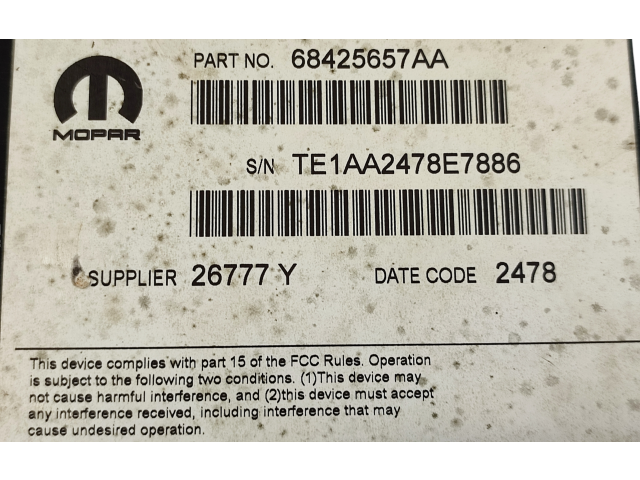 PART NO. 68425657AA
MOPAR
S/N TE1AA2478E7886
SUPPLIER 26777 Y DATE CODE 2478
This device complies with part 15 of the FCC Rules. Operation
is subject to the following two conditions. (1)This device may
not cause harmful interference, and (2)this device must accept
any interference received, including interference that may
cause undesired operation.